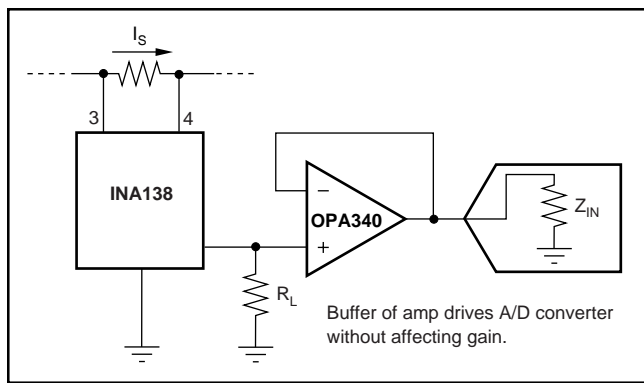 I_S
3
4
INA138
OPA340
−
+
R_L
Z_IN
Buffer of amp drives A/D converter
without affecting gain.